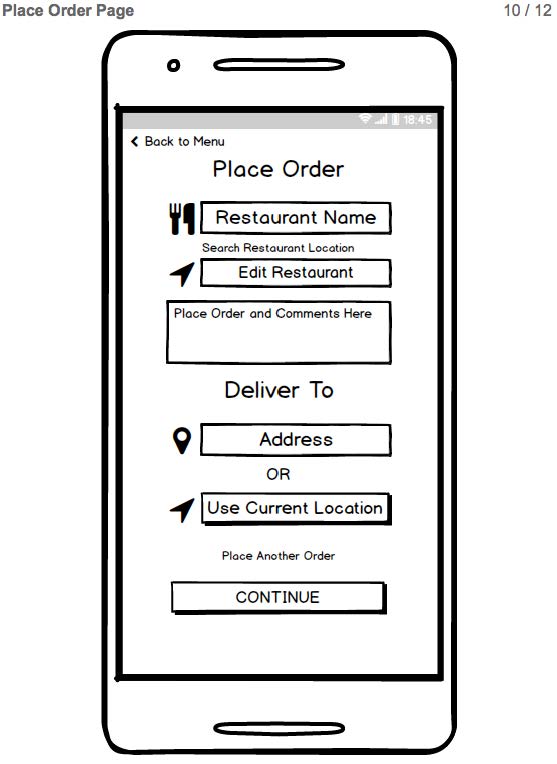 Place Order Page 10 / 12
18:45
Back to Menu
Place Order
Restaurant Name
Search Restaurant Location
Edit Restaurant
Place Order and Comments Here
Deliver To
Address
OR
Use Current Location
Place Another Order
CONTINUE